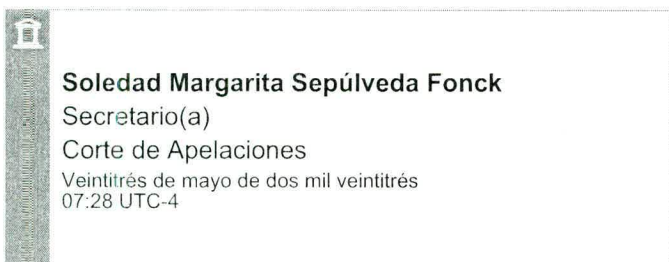 Soledad Margarita Sepúlveda Fonck
Secretario(a)
Corte de Apelaciones
Veintitrés de mayo de dos mil veintitrés
07:28 UTC-4